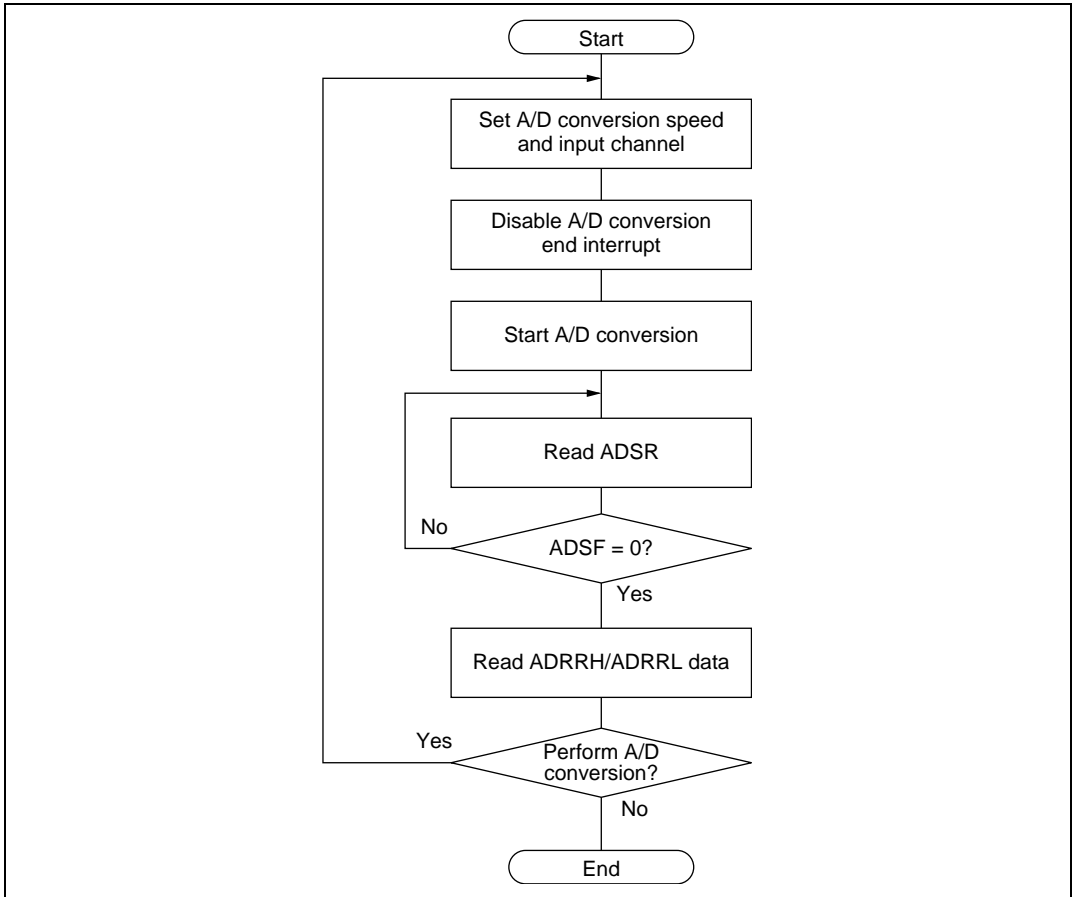 Start
Set A/D conversion speed
and input channel
Disable A/D conversion
end interrupt
Start A/D conversion
Read ADSR
No
ADSF = 0?
Yes
Read ADRRH/ADRRL data
Yes
Perform A/D
conversion?
No
End